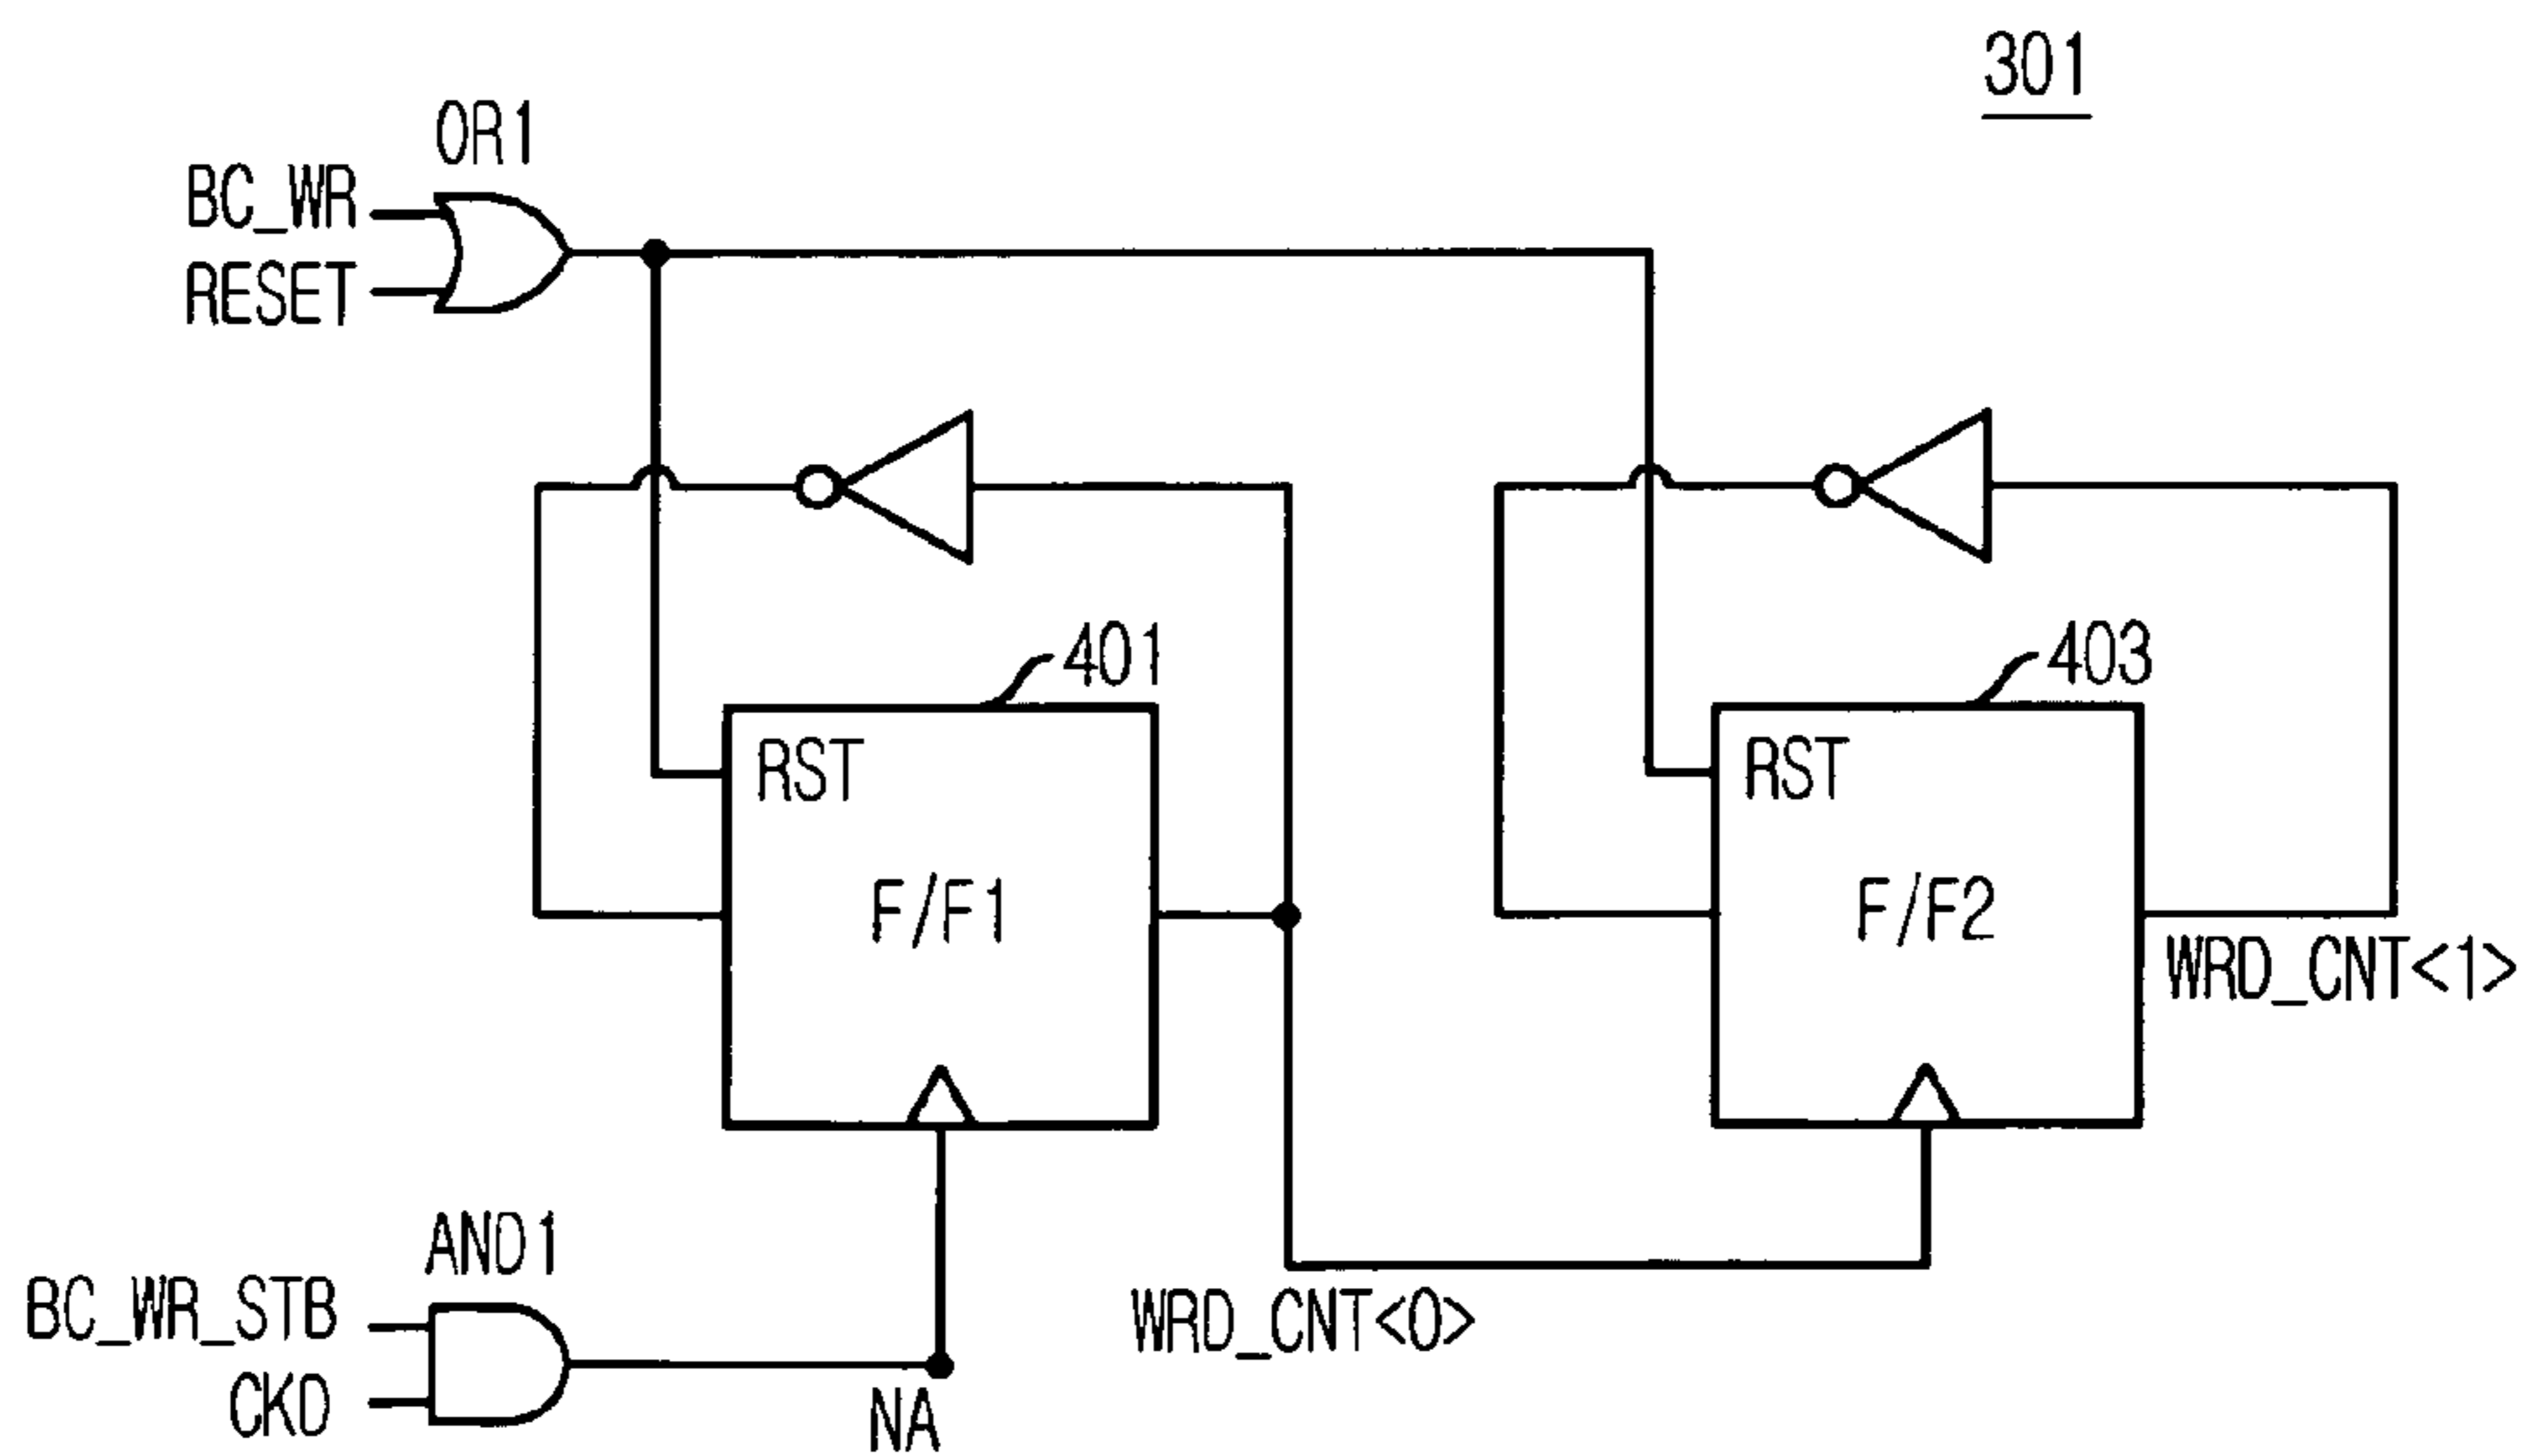 301
OR1
BC_WR
RESET
401
403
RST
RST
F/F1
F/F2
WRD_CNT<1>
AND1
BC_WR_STB
WRD_CNT<0>
CKD
NA